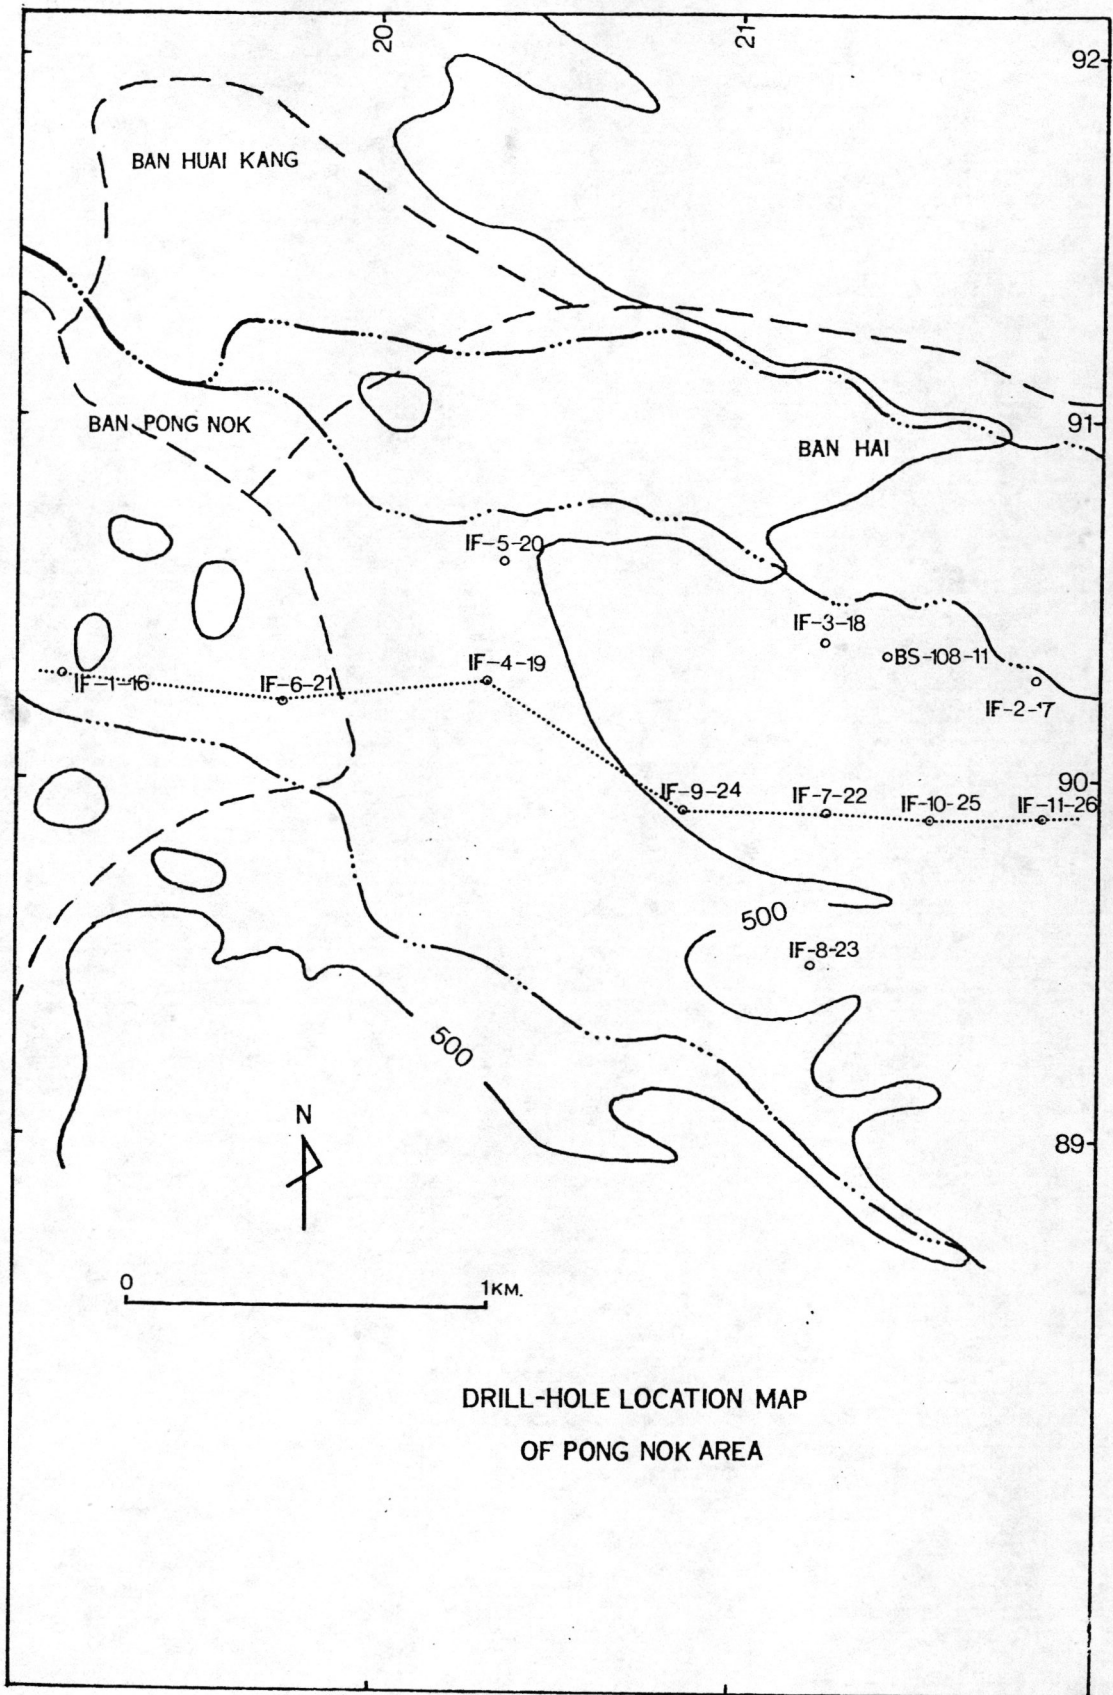 20
21
92
BAN HUAI KANG
91
BAN PONG NOK
BAN HAI
IF-5-20
IF-3-18
BS-108-11
IF-4-19
IF-1-16
IF-6-21
IF-2-17
90
IF-9-24
IF-7-22
IF-10-25
IF-11-26
500
IF-8-23
500
N
89
0
1KM.
DRILL-HOLE LOCATION MAP
OF PONG NOK AREA